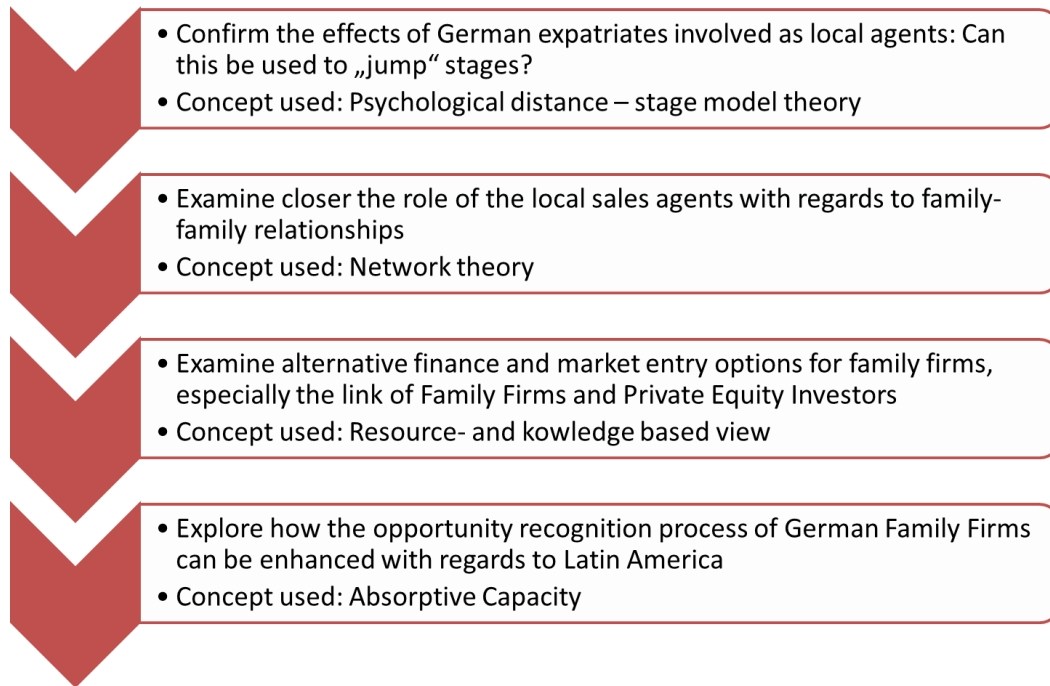 • Confirm the effects of German expatriates involved as local agents: Can
this be used to „jump“ stages?
• Concept used: Psychological distance – stage model theory
• Examine closer the role of the local sales agents with regards to family-
family relationships
• Concept used: Network theory
• Examine alternative finance and market entry options for family firms,
especially the link of Family Firms and Private Equity Investors
• Concept used: Resource- and kowledge based view
• Explore how the opportunity recognition process of German Family Firms
can be enhanced with regards to Latin America
• Concept used: Absorptive Capacity